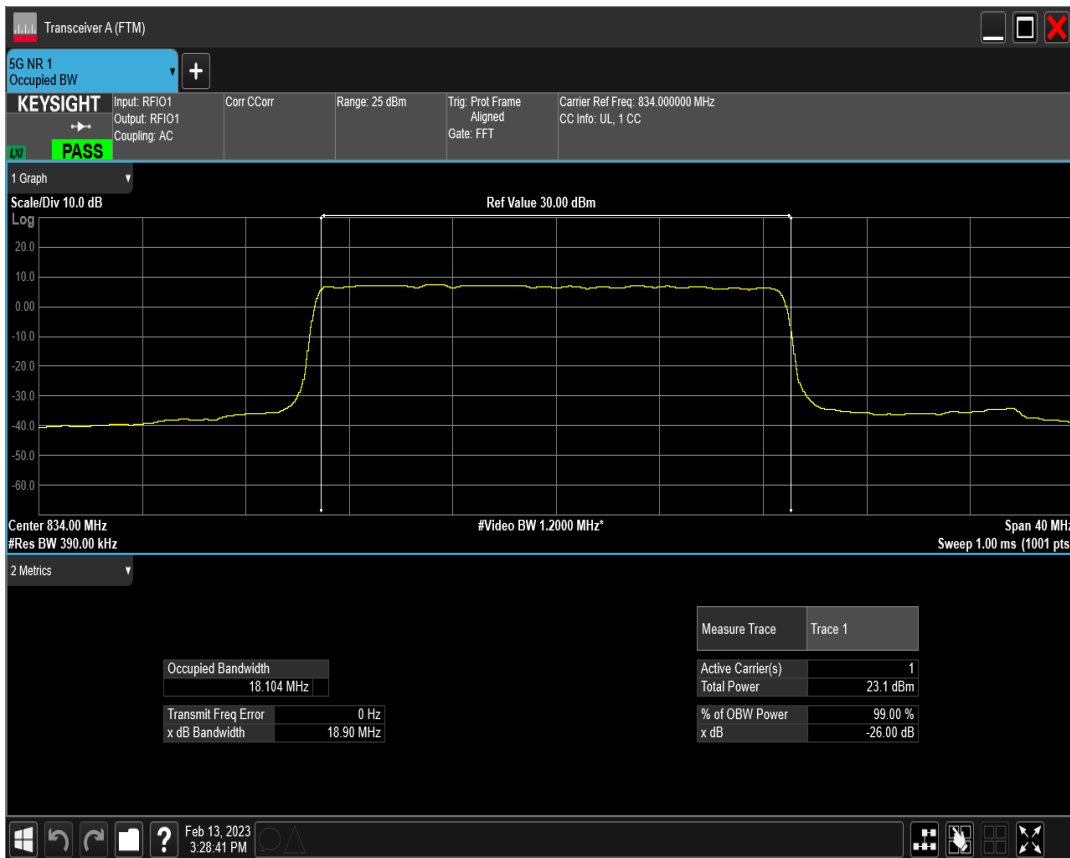 Transceiver A (FTM)
5G NR 1
Occupied BW
+
KEYSIGHT
LXI
PASS
Input: RFIO1
Output: RFIO1
Coupling: AC
Corr CCorr
Range: 25 dBm
Trig: Prot Frame
Aligned
Gate: FFT
Carrier Ref Freq: 834.000000 MHz
CC Info: UL, 1 CC
1 Graph
Scale/Div 10.0 dB
Ref Value 30.00 dBm
Log
20.0
10.0
0.00
-10.0
-20.0
-30.0
-40.0
-50.0
-60.0
Center 834.00 MHz
#Video BW 1.2000 MHz*
Span 40 MHz
#Res BW 390.00 kHz
Sweep 1.00 ms (1001 pts
2 Metrics
Measure Trace Trace 1
Occupied Bandwidth
18.104 MHz
Active Carrier(s) 1
Total Power 23.1 dBm
Transmit Freq Error 0 Hz
x dB Bandwidth 18.90 MHz
% of OBW Power 99.00 %
x dB -26.00 dB
?
Feb 13, 2023
3:28:41 PM